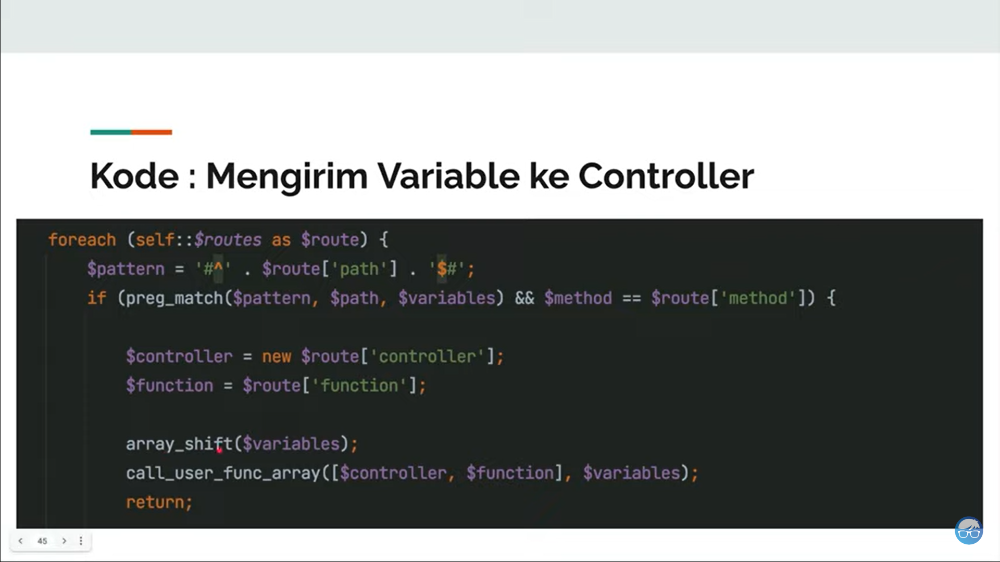 Kode : Mengirim Variable ke Controller
foreach (self::$routes as $route) {
$pattern = '#^' . $route['path'] . '$#';
if (preg_match($pattern, $path, $variables) && $method == $route['method']) {
$controller = new $route['controller'];
$function = $route['function'];
array_shift($variables);
call_user_func_array([$controller, $function], $variables);
return;
45